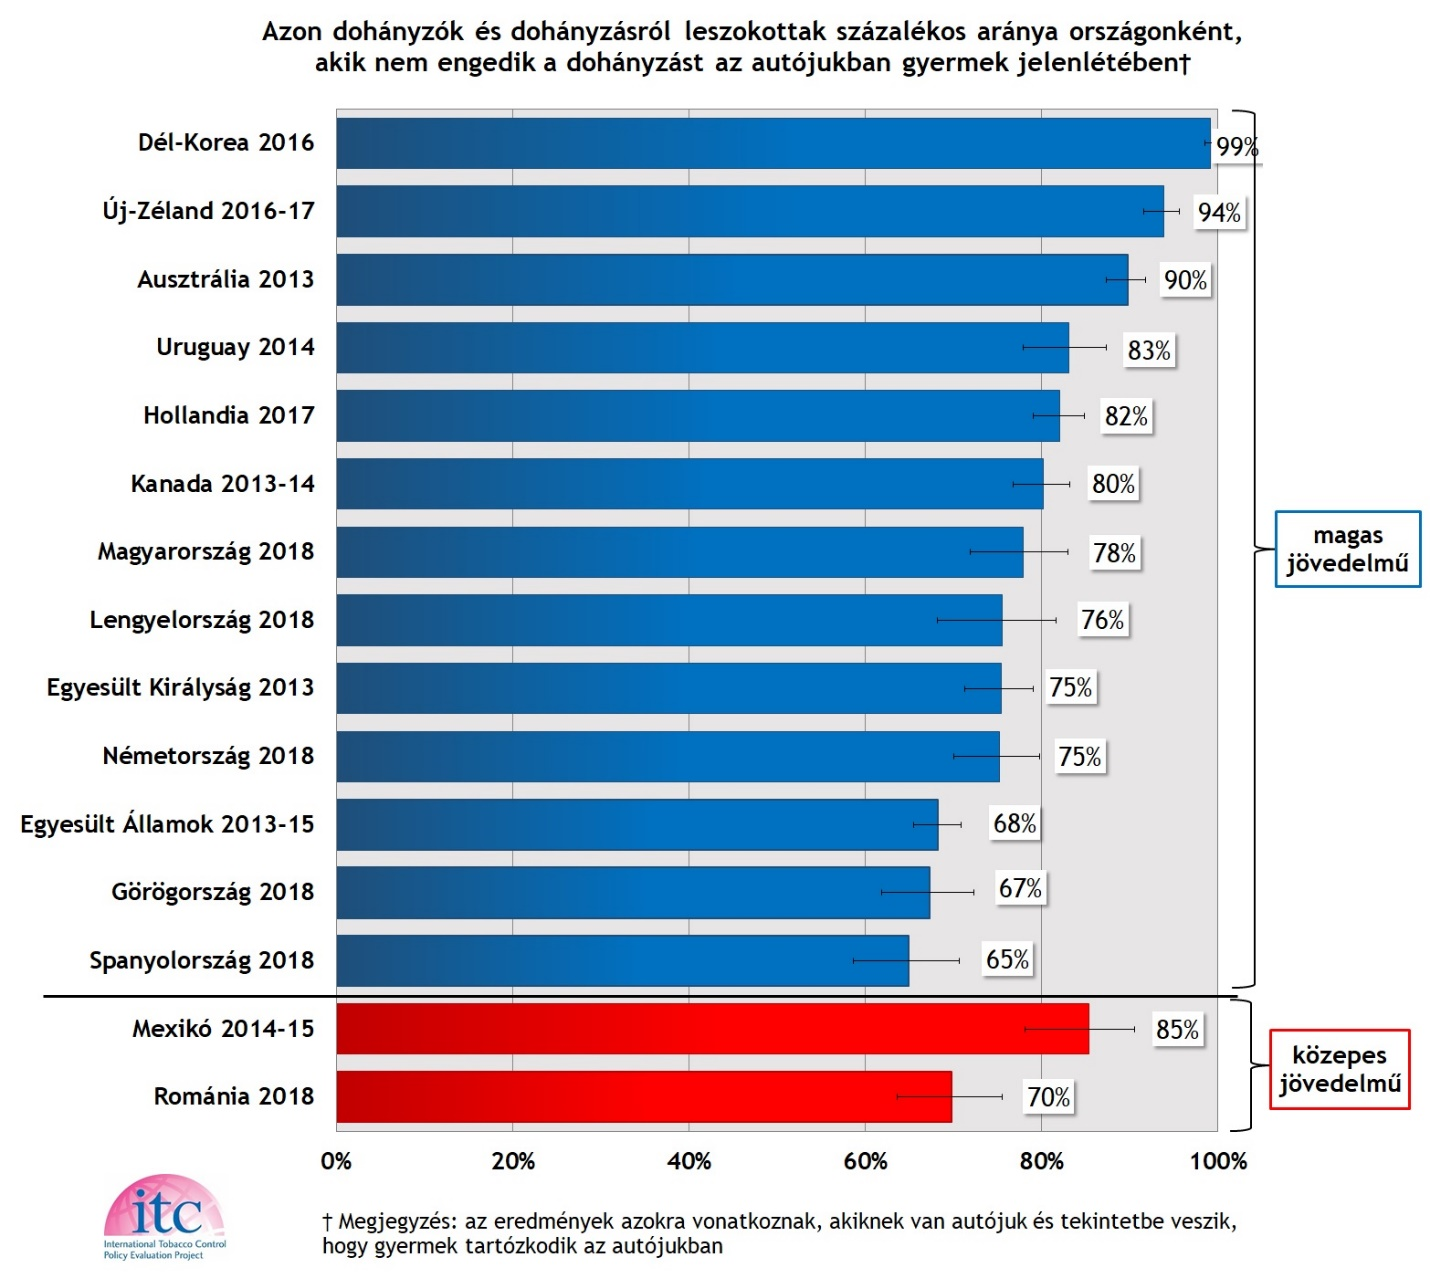 Azon dohányzók és dohányzásról leszokottak százalékos aránya országonként,
akik nem engedik a dohányzást az autójukban gyermek jelenlétében†
Dél-Korea 2016
99%
Új-Zéland 2016-17
94%
Ausztrália 2013
90%
Uruguay 2014
83%
Hollandia 2017
82%
Kanada 2013-14
80%
Magyarország 2018
78%
Lengyelország 2018
76%
Egyesült Királyság 2013
75%
Németország 2018
75%
Egyesült Államok 2013-15
68%
Görögország 2018
67%
Spanyolország 2018
65%
magas
jövedelmű
Mexikó 2014-15
85%
Románia 2018
70%
közepes
jövedelmű
0% 20% 40% 60% 80% 100%
itc
International Tobacco Control
Policy Evaluation Project
† Megjegyzés: az eredmények azokra vonatkoznak, akiknek van autójuk és tekintetbe veszik,
hogy gyermek tartózkodik az autójukban